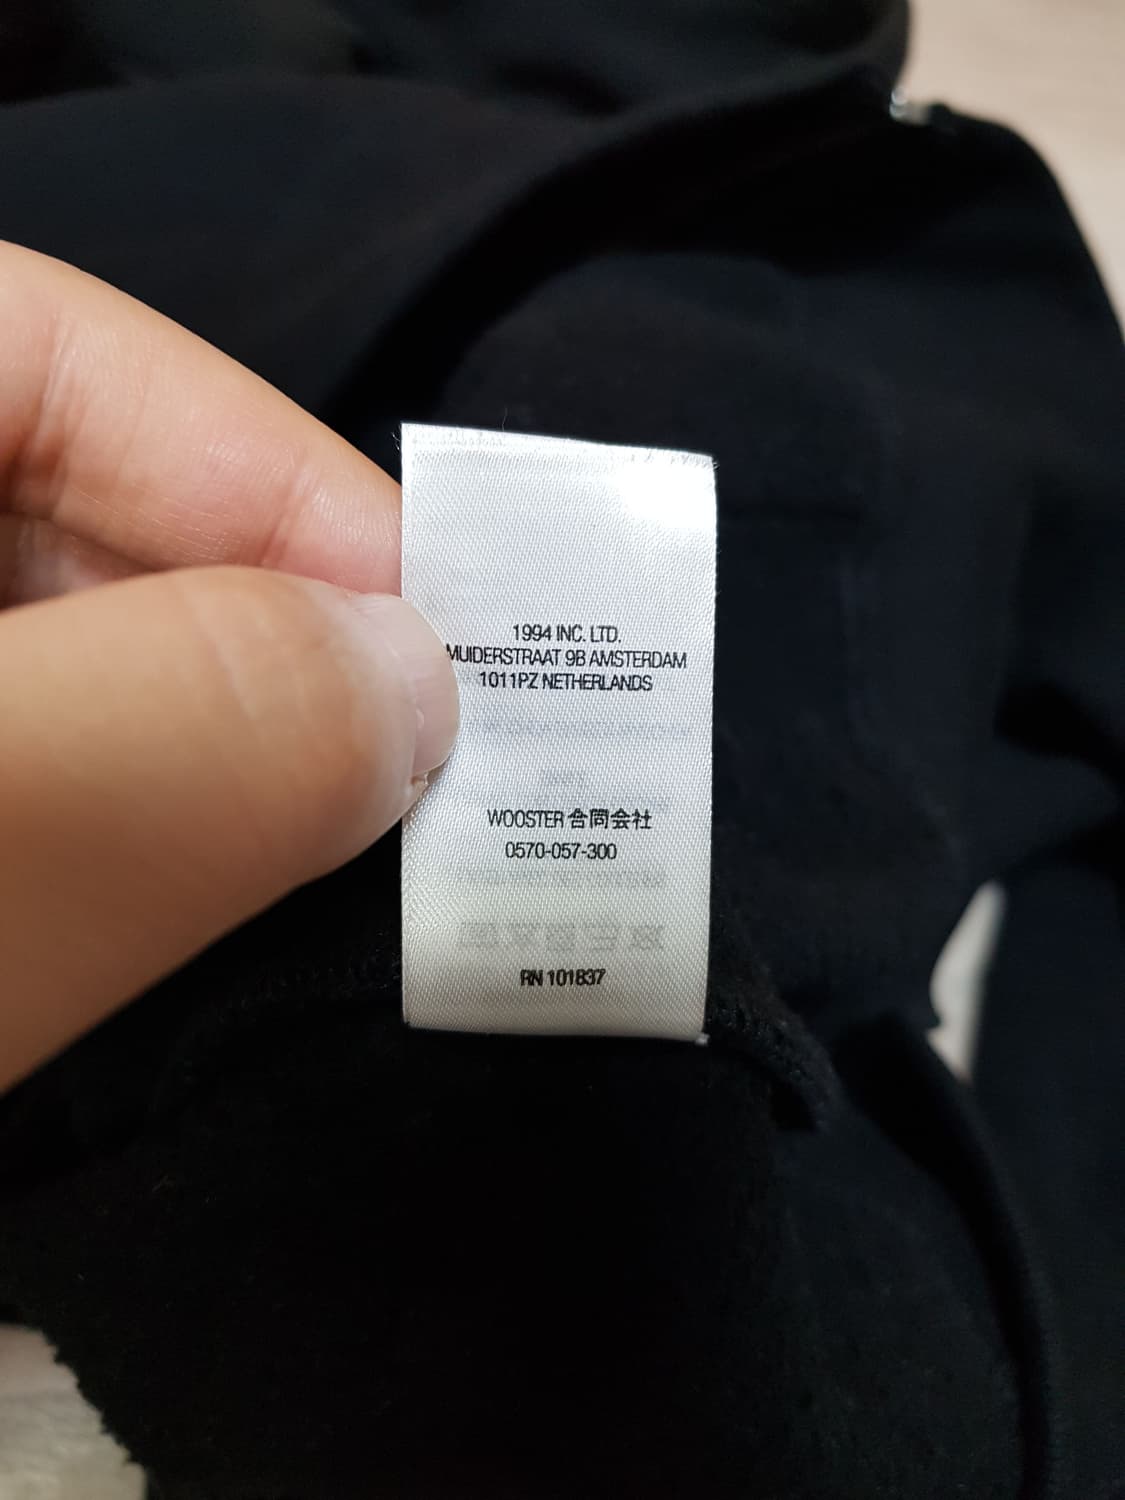 1994 INC. LTD.
MUIDERSTRAAT 9B AMSTERDAM
1011PZ NETHERLANDS
WOOSTER 合同会社
0570-057-300
RN 101837